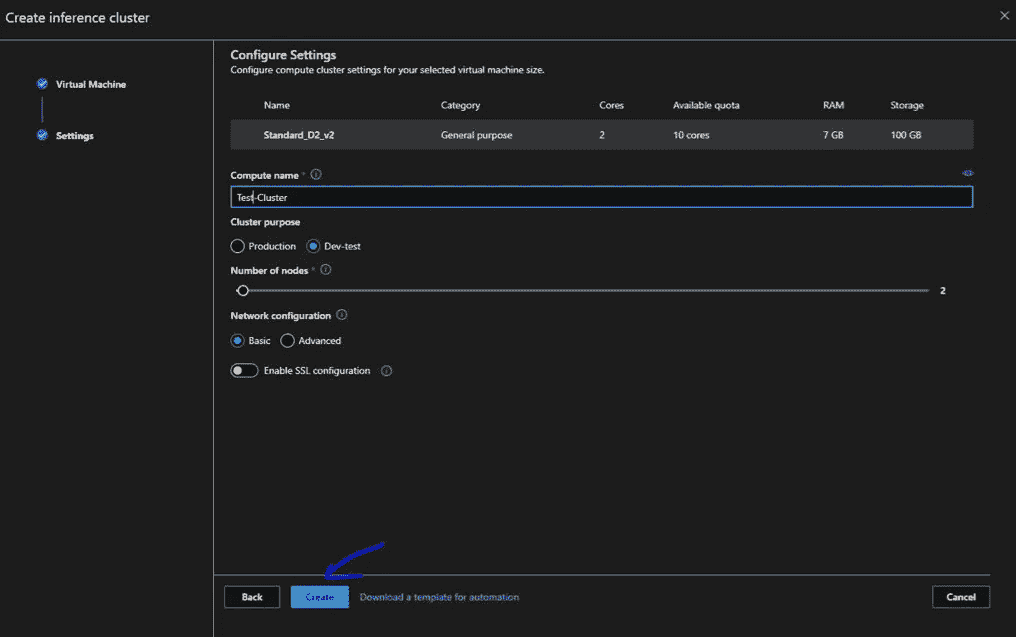 Create inference cluster
Virtual Machine
Settings
Configure Settings
Configure compute cluster settings for your selected virtual machine size.
Name Category Cores Available quota RAM Storage
Standard_D2_v2 General purpose 2 10 cores 7 GB 100 GB
Compute name *
Test-Cluster
Cluster purpose
Production Dev-test
Number of nodes *
2
Network configuration
Basic Advanced
Enable SSL configuration
Back Create Download a template for automation Cancel